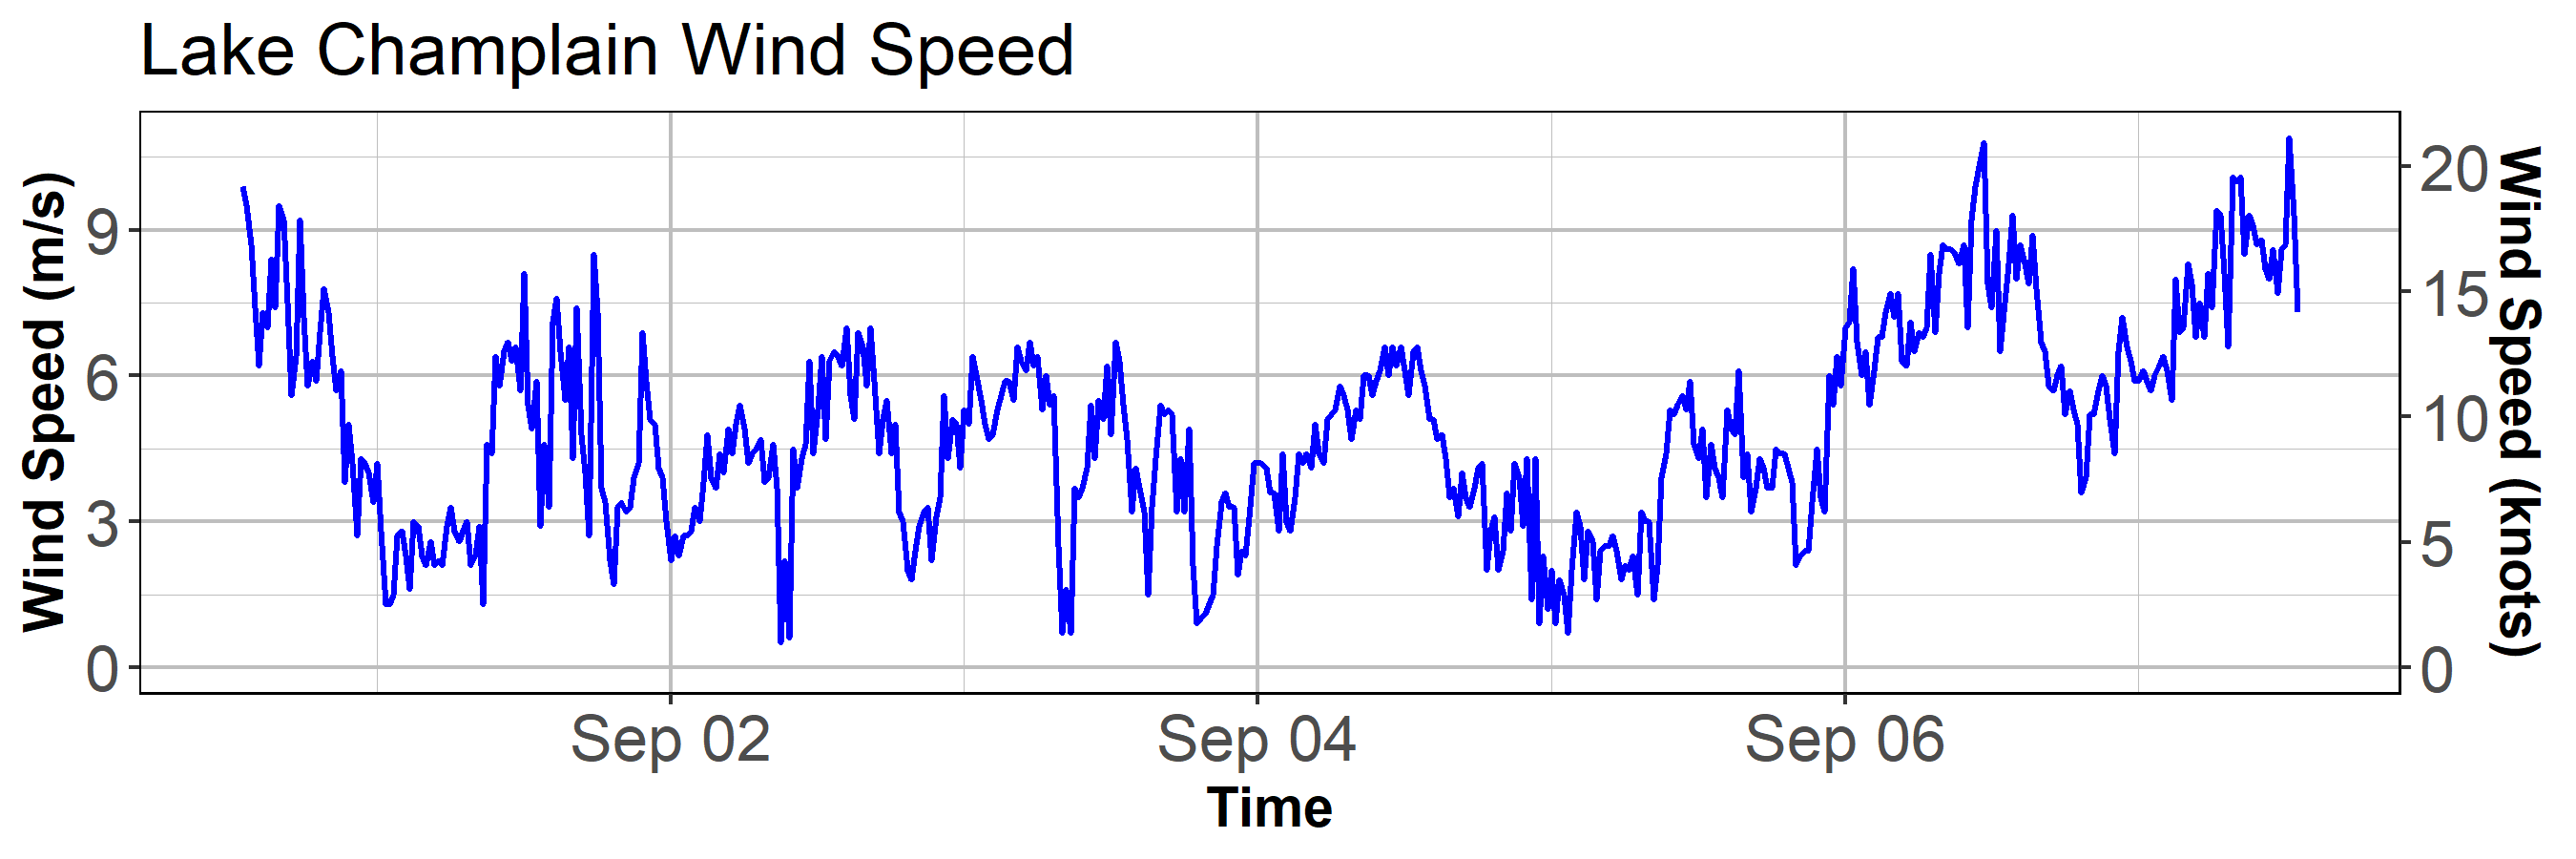 Lake Champlain Wind Speed
Wind Speed (m/s)
9
6
3
0
20
15
10
5
0
Wind Speed (knots)
Sep 02
Sep 04
Sep 06
Time